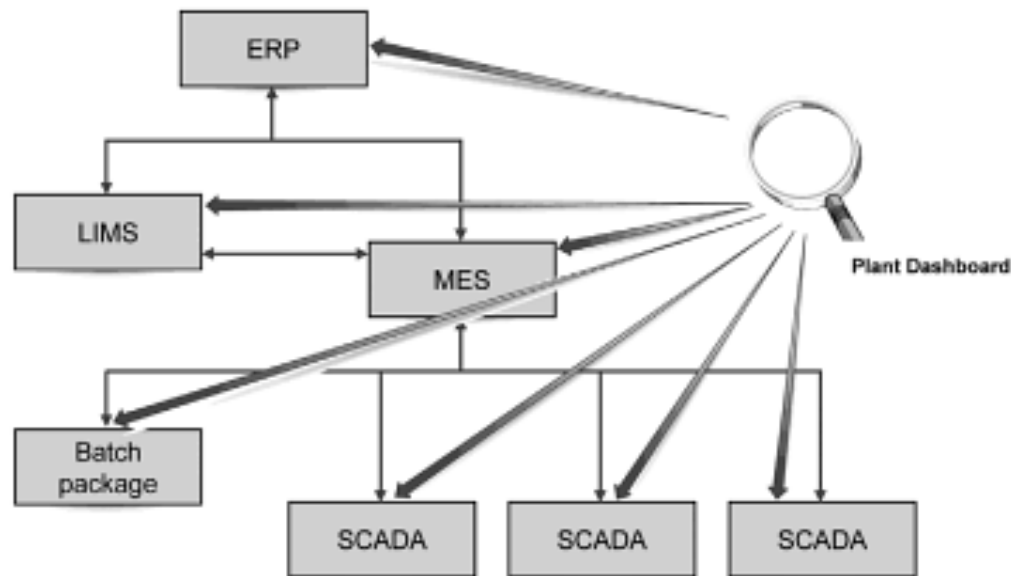 ERP
LIMS
MES
Plant Dashboard
Batch
package
SCADA
SCADA
SCADA